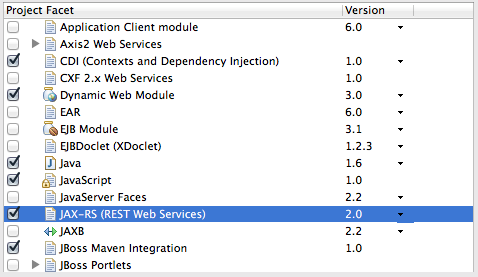 Project Facet Version
Application Client module 6.0
Axis2 Web Services
CDI (Contexts and Dependency Injection) 1.0
CXF 2.x Web Services 1.0
Dynamic Web Module 3.0
EAR 6.0
EJB Module 3.1
EJBDoclet (XDoclet) 1.2.3
Java 1.6
JavaScript 1.0
JavaServer Faces 2.2
JAX-RS (REST Web Services) 2.0
JAXB 2.2
JBoss Maven Integration 1.0
JBoss Portlets